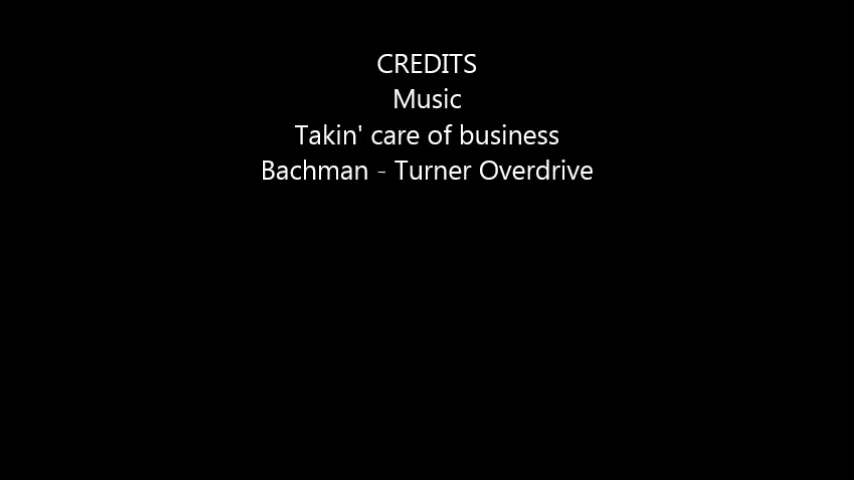 CREDITS
Music
Takin' care of business
Bachman - Turner Overdrive